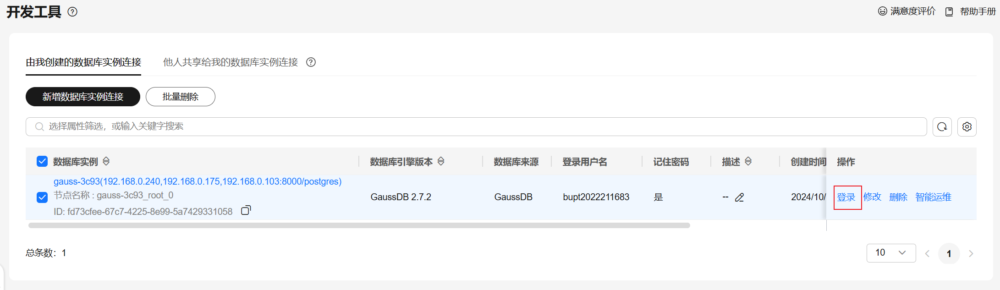 开发工具
满意度评价 帮助手册
由我创建的数据库实例连接 他人共享给我的数据库实例连接
新增数据库实例连接 批量删除
选择属性筛选，或输入关键字搜索
数据库实例 数据库引擎版本 数据库来源 登录用户名 记住密码 描述 创建时间 操作
gauss-3c93(192.168.0.240,192.168.0.175,192.168.0.103:8000/postgres)
节点名称 : gauss-3c93_root_0
ID: fd73cfee-67c7-4225-8e99-5a7429331058
GaussDB 2.7.2 GaussDB bupt2022211683 是 -- 2024/10/ 登录 修改 删除 智能运维
总条数：1
10 1